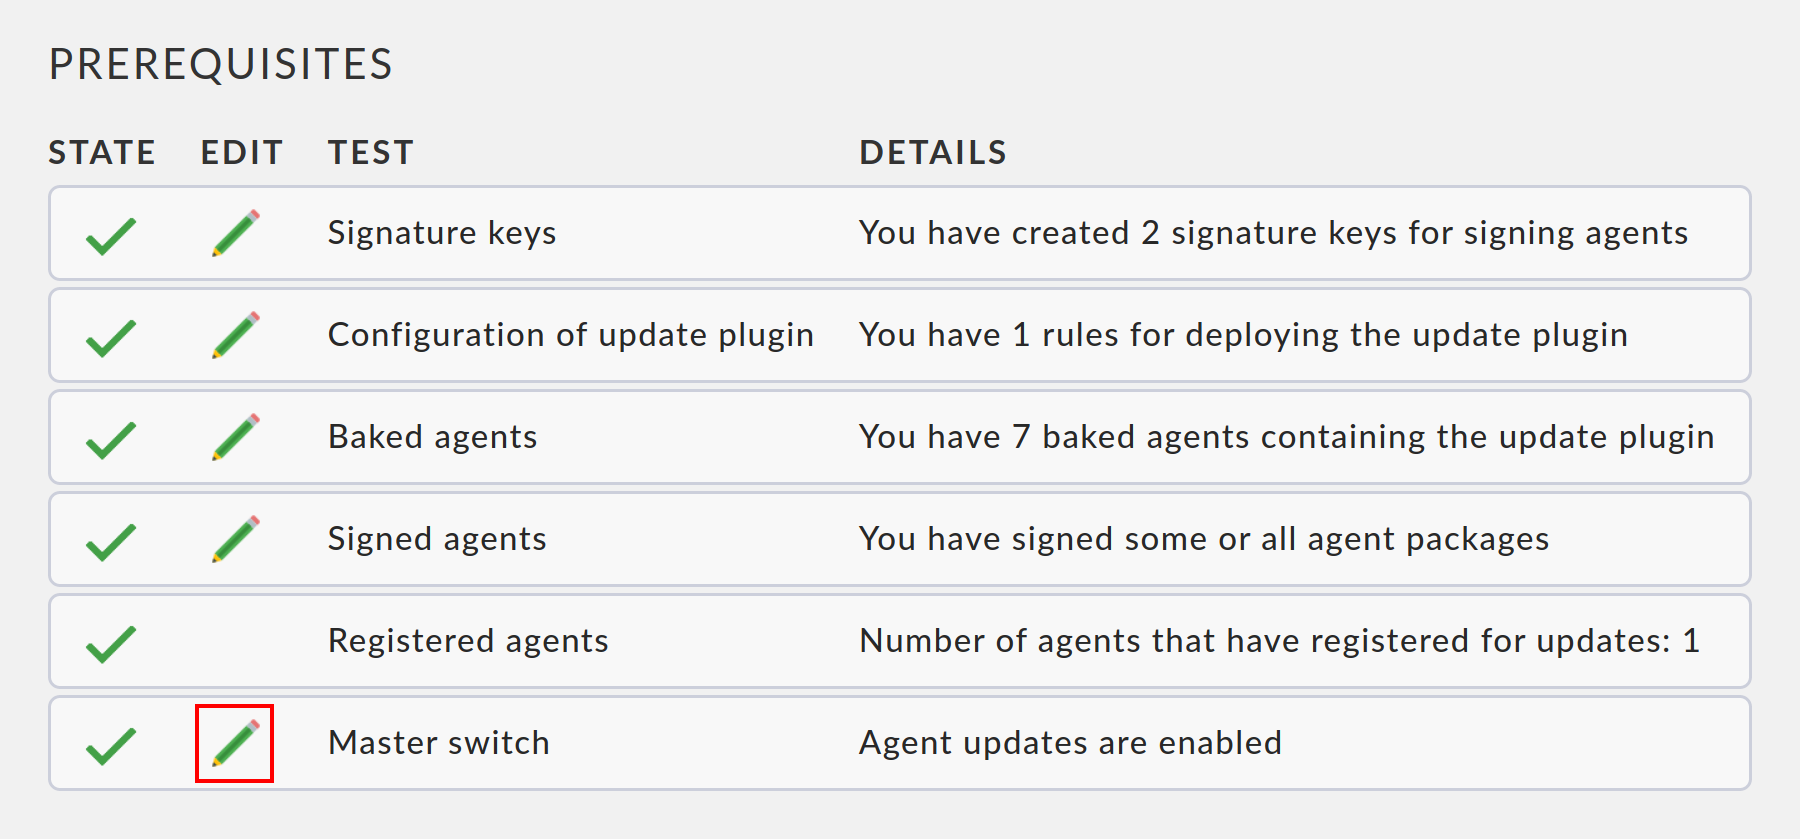 PREREQUISITES
STATE EDIT TEST DETAILS
Signature keys You have created 2 signature keys for signing agents
Configuration of update plugin You have 1 rules for deploying the update plugin
Baked agents You have 7 baked agents containing the update plugin
Signed agents You have signed some or all agent packages
Registered agents Number of agents that have registered for updates: 1
Master switch Agent updates are enabled